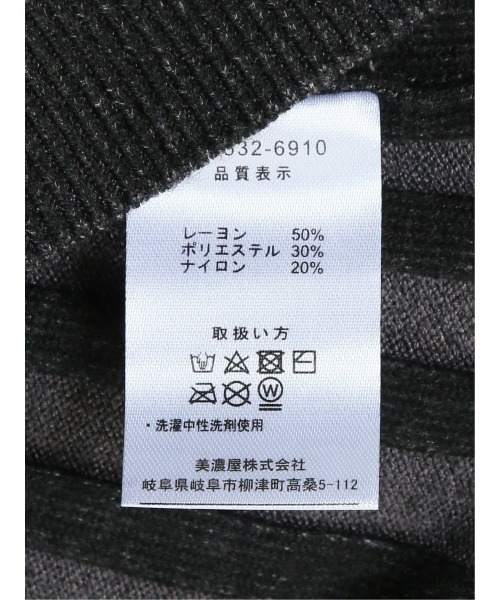 532-6910
品質表示
レーヨン 50%
ポリエステル 30%
ナイロン 20%
取扱い方
W
・洗濯中性洗剤使用
美濃屋株式会社
岐阜県岐阜市柳津町高桑5-112